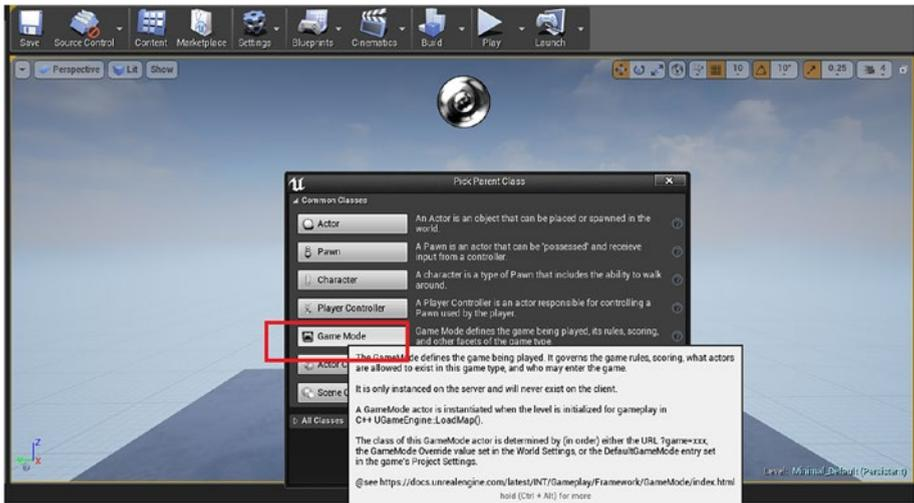 Save Source Control Content Marketplace Settings Blueprints Cinematics Build Play Launch
Perspective Lit Show 10 10° 0.25 4
Pick Parent Class
Common Classes
Actor An Actor is an object that can be placed or spawned in the
world.
Pawn A Pawn is an actor that can be 'possessed' and receieve
input from a controller.
Character A character is a type of Pawn that includes the ability to walk
around.
Player Controller A Player Controller is an actor responsible for controlling a
Pawn used by the player.
Game Mode Game Mode defines the game being played, its rules, scoring,
and other facets of the game type.
Actor C
The GameMode defines the game being played. It governs the game rules, scoring, what actors
are allowed to exist in this game type, and who may enter the game.
Scene C
It is only instanced on the server and will never exist on the client.
All Classes
A GameMode actor is instantiated when the level is initialized for gameplay in
C++ UGameEngine::LoadMap().
The class of this GameMode actor is determined by (in order) either the URL ?game=xxx,
the GameMode Override value set in the World Settings, or the DefaultGameMode entry set
in the game's Project Settings.
@see https://docs.unrealengine.com/latest/INT/Gameplay/Framework/GameMode/index.html
hold (Ctrl + Alt) for more
Z
X
Level: Minimal_Default (Persistent)